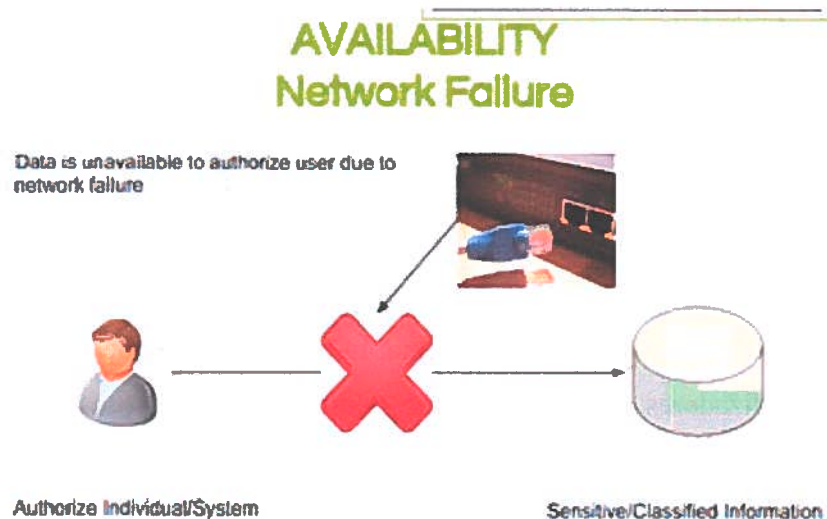 AVAILABILITY
Network Failure
Data is unavailable to authorize user due to
network failure
Authorize Individual/System
Sensitive/Classified Information